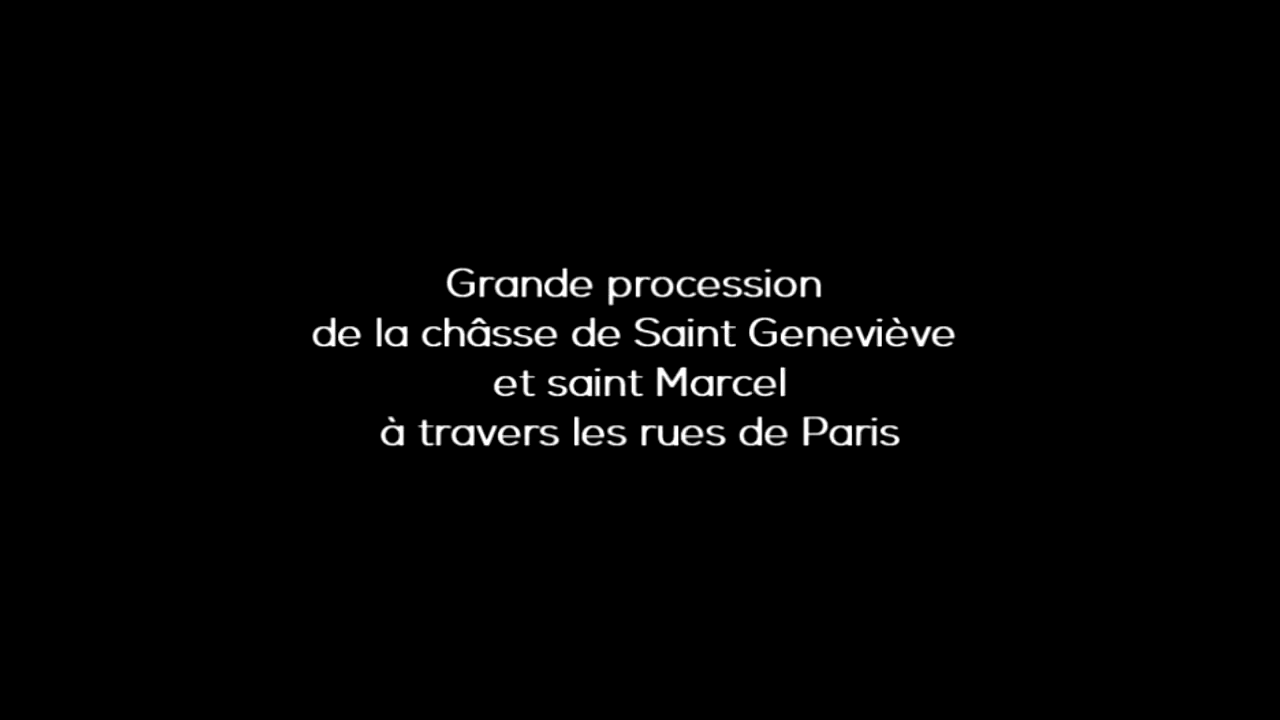 Grande procession
de la châsse de Saint Geneviève
et saint Marcel
à travers les rues de Paris